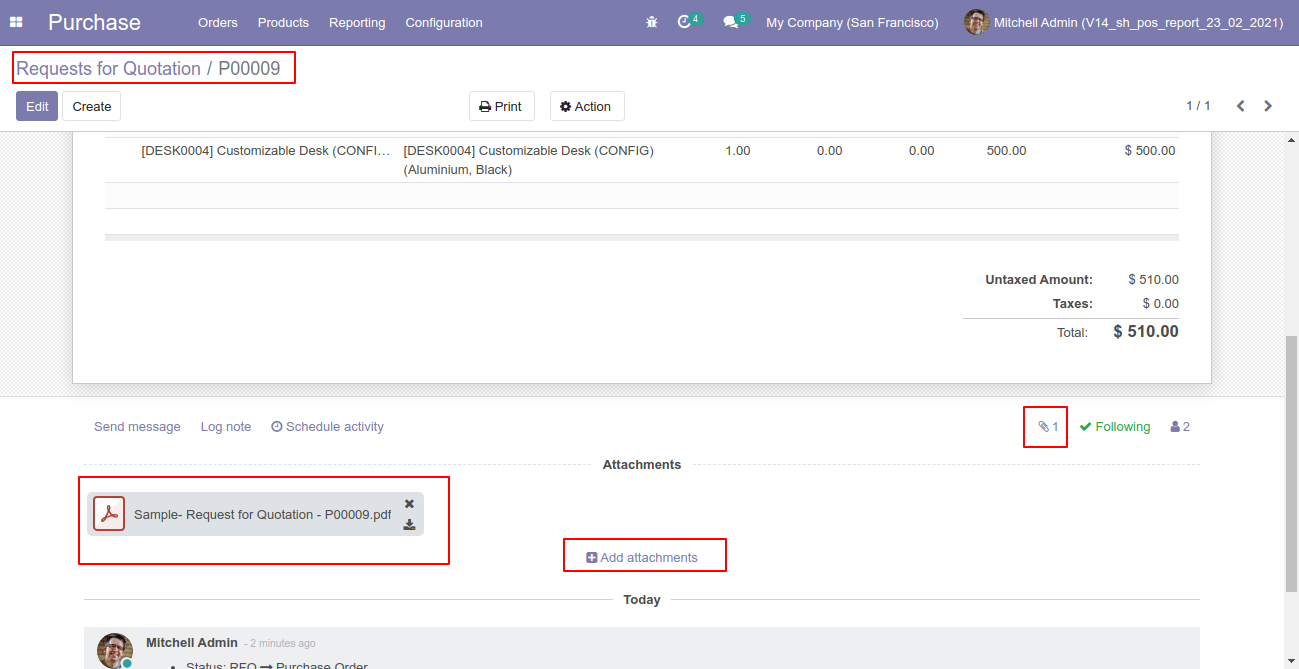 Purchase Orders Products Reporting Configuration 4 5 My Company (San Francisco) Mitchell Admin (V14_sh_pos_report_23_02_2021)
Requests for Quotation / P00009
Edit Create Print Action 1 / 1
[DESK0004] Customizable Desk (CONFI... [DESK0004] Customizable Desk (CONFIG) 1.00 0.00 0.00 500.00 $ 500.00
(Aluminium, Black)
Untaxed Amount: $ 510.00
Taxes: $ 0.00
Total: $ 510.00
Send message Log note Schedule activity 1 Following 2
Attachments
Sample- Request for Quotation - P00009.pdf
Add attachments
Today
Mitchell Admin - 2 minutes ago
• Status: RFQ → Purchase Order